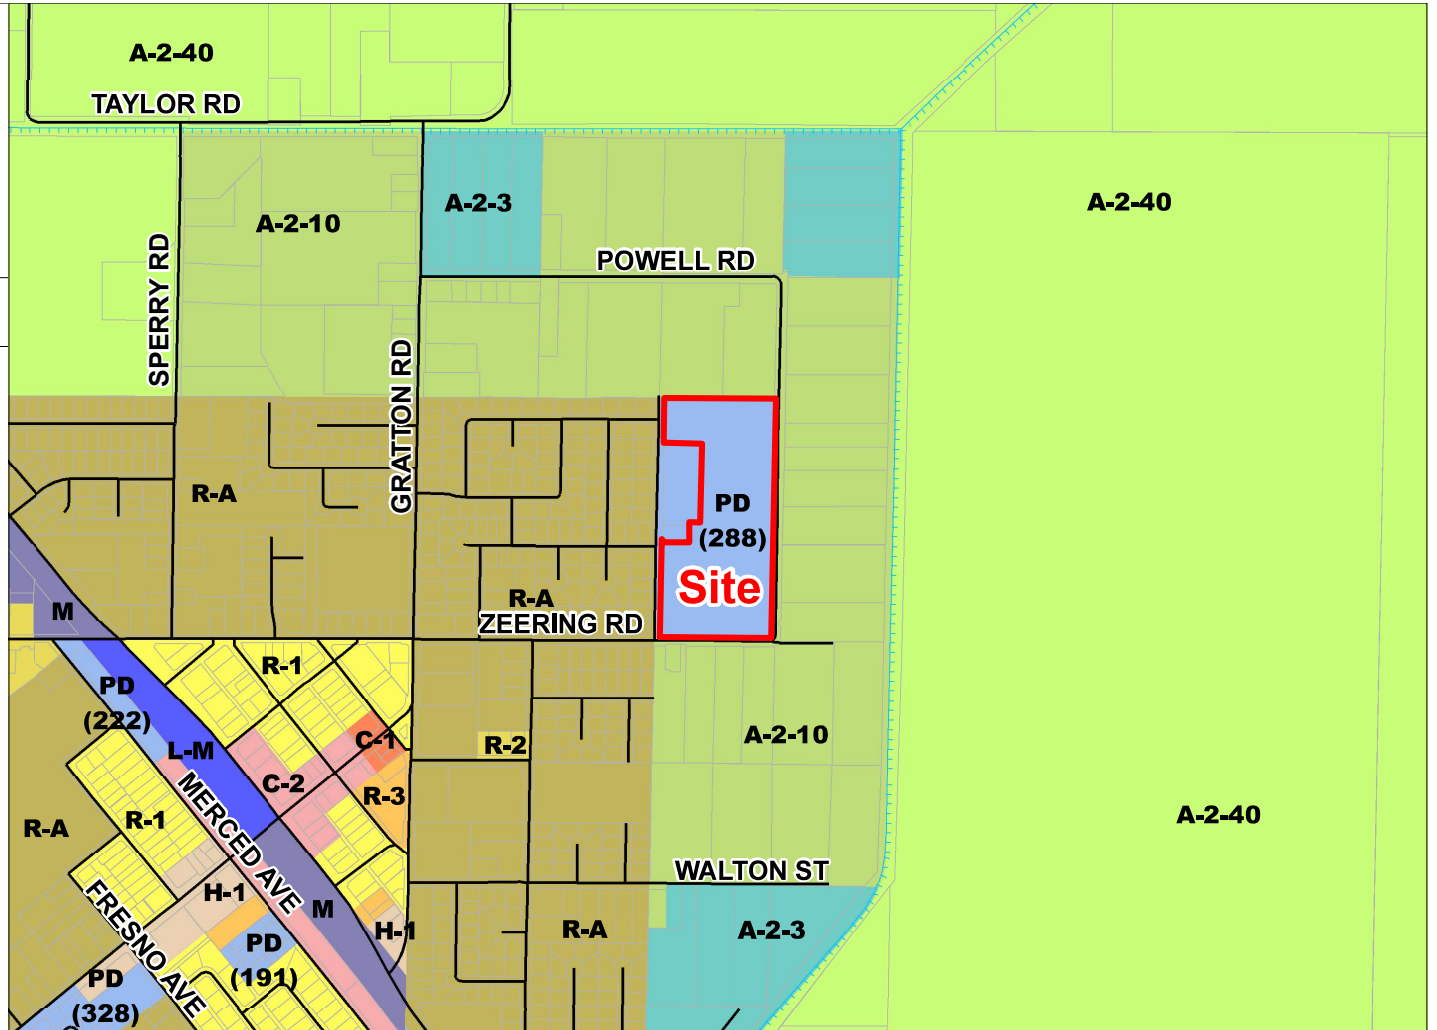 A-2-40
TAYLOR RD
A-2-3
A-2-40
A-2-10
SPERRY RD
POWELL RD
GRATTON RD
R-A
PD
(288)
Site
R-A
ZEERING RD
M
R-1
PD
(222)
L-M
C-1
R-2
A-2-10
C-2
R-3
MERCED AVE
R-1
R-A
A-2-40
WALTON ST
FRESNO AVE
H-1
M
H-1
R-A
A-2-3
PD
(191)
PD
(328)